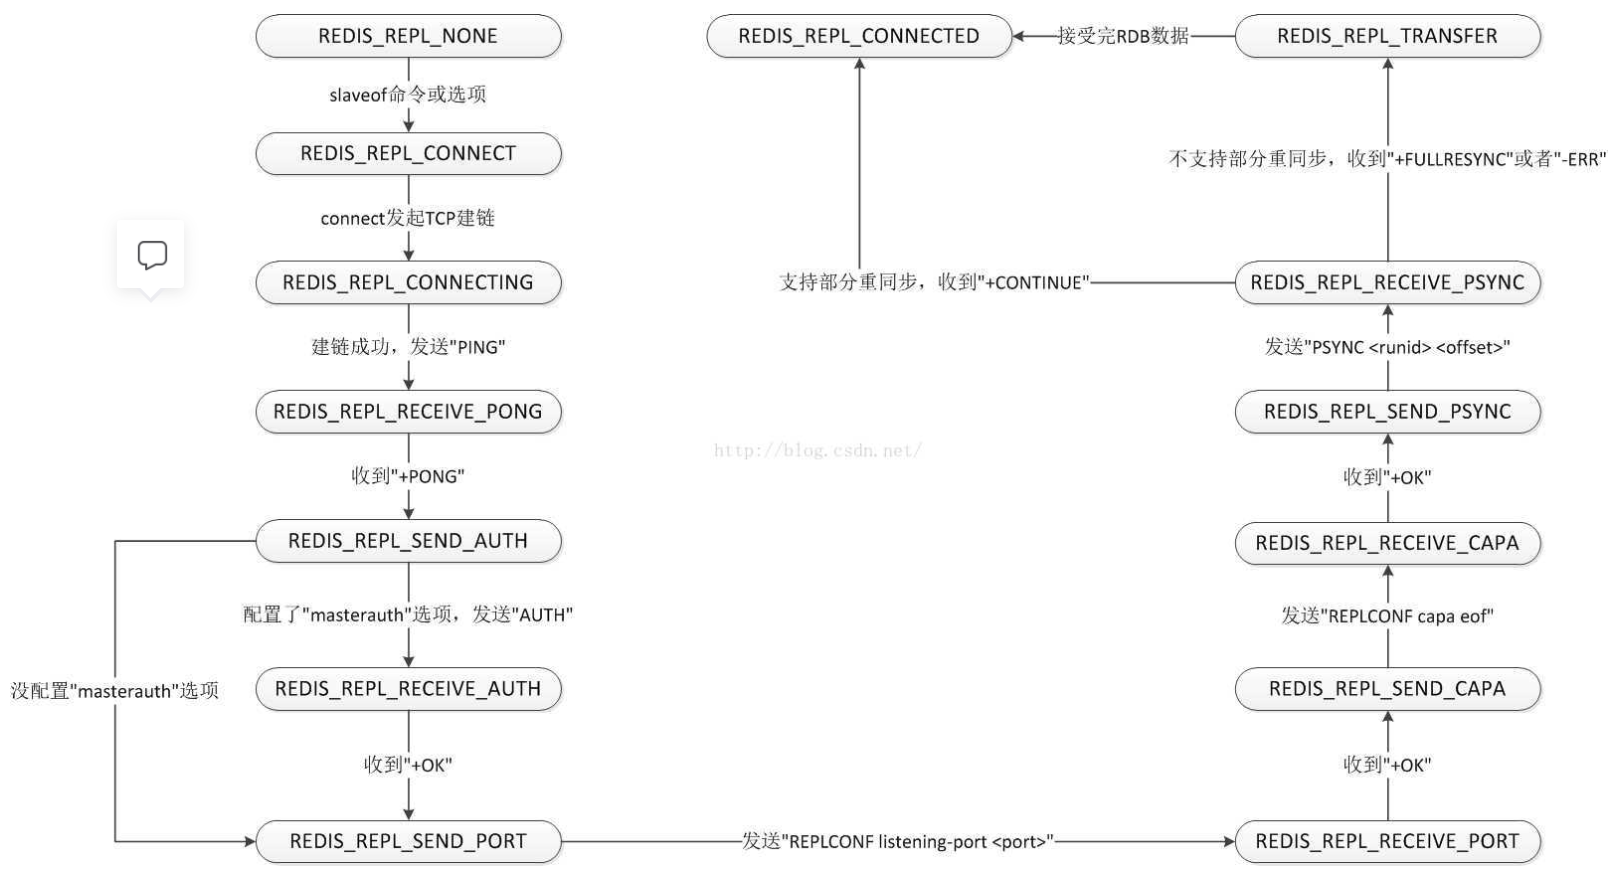 REDIS_REPL_NONE
slaveof命令或选项
REDIS_REPL_CONNECT
connect发起TCP建链
REDIS_REPL_CONNECTING
建链成功，发送"PING"
REDIS_REPL_RECEIVE_PONG
收到"+PONG"
REDIS_REPL_SEND_AUTH
配置了"masterauth"选项，发送"AUTH"
没配置"masterauth"选项
REDIS_REPL_RECEIVE_AUTH
收到"+OK"
REDIS_REPL_SEND_PORT
发送"REPLCONF listening-port <port>"
REDIS_REPL_RECEIVE_PORT
收到"+OK"
REDIS_REPL_SEND_CAPA
发送"REPLCONF capa eof"
REDIS_REPL_RECEIVE_CAPA
收到"+OK"
REDIS_REPL_SEND_PSYNC
发送"PSYNC <runid> <offset>"
REDIS_REPL_RECEIVE_PSYNC
支持部分重同步，收到"+CONTINUE"
不支持部分重同步，收到"+FULLRESYNC"或者"-ERR"
REDIS_REPL_TRANSFER
接受完RDB数据
REDIS_REPL_CONNECTED
http://blog.csdn.net/